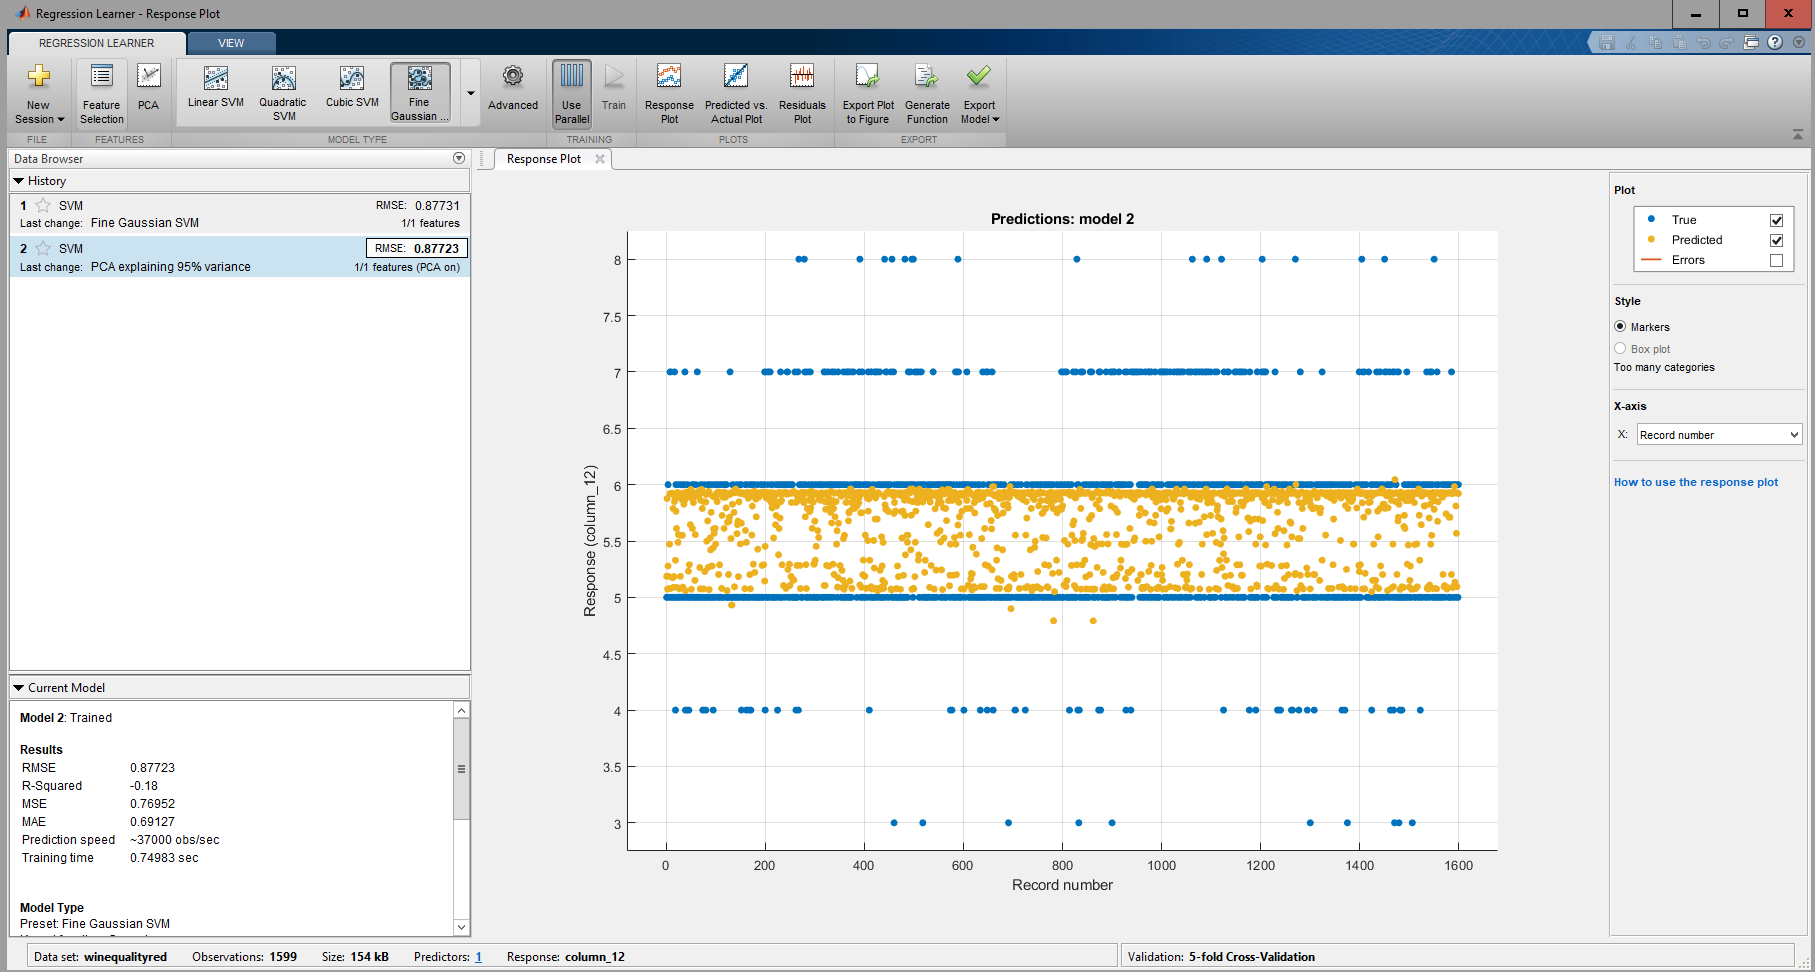 Regression Learner - Response Plot
REGRESSION LEARNER
VIEW
New Session
Feature Selection
PCA
Linear SVM
Quadratic SVM
Cubic SVM
Fine Gaussian ...
Advanced
Use Parallel
Train
Response Plot
Predicted vs. Actual Plot
Residuals Plot
Export Plot to Figure
Generate Function
Export Model
FILE
FEATURES
MODEL TYPE
TRAINING
PLOTS
EXPORT
Data Browser
History
1 SVM RMSE: 0.87731
Last change: Fine Gaussian SVM 1/1 features
2 SVM RMSE: 0.87723
Last change: PCA explaining 95% variance 1/1 features (PCA on)
Current Model
Model 2: Trained
Results
RMSE 0.87723
R-Squared -0.18
MSE 0.76952
MAE 0.69127
Prediction speed ~37000 obs/sec
Training time 0.74983 sec
Model Type
Preset: Fine Gaussian SVM
Response Plot
Predictions: model 2
8
7.5
7
6.5
6
5.5
5
4.5
4
3.5
3
Response (column_12)
0 200 400 600 800 1000 1200 1400 1600
Record number
Plot
True
Predicted
Errors
Style
Markers
Box plot
Too many categories
X-axis
X: Record number
How to use the response plot
Data set: winequalityred Observations: 1599 Size: 154 kB Predictors: 1 Response: column_12
Validation: 5-fold Cross-Validation